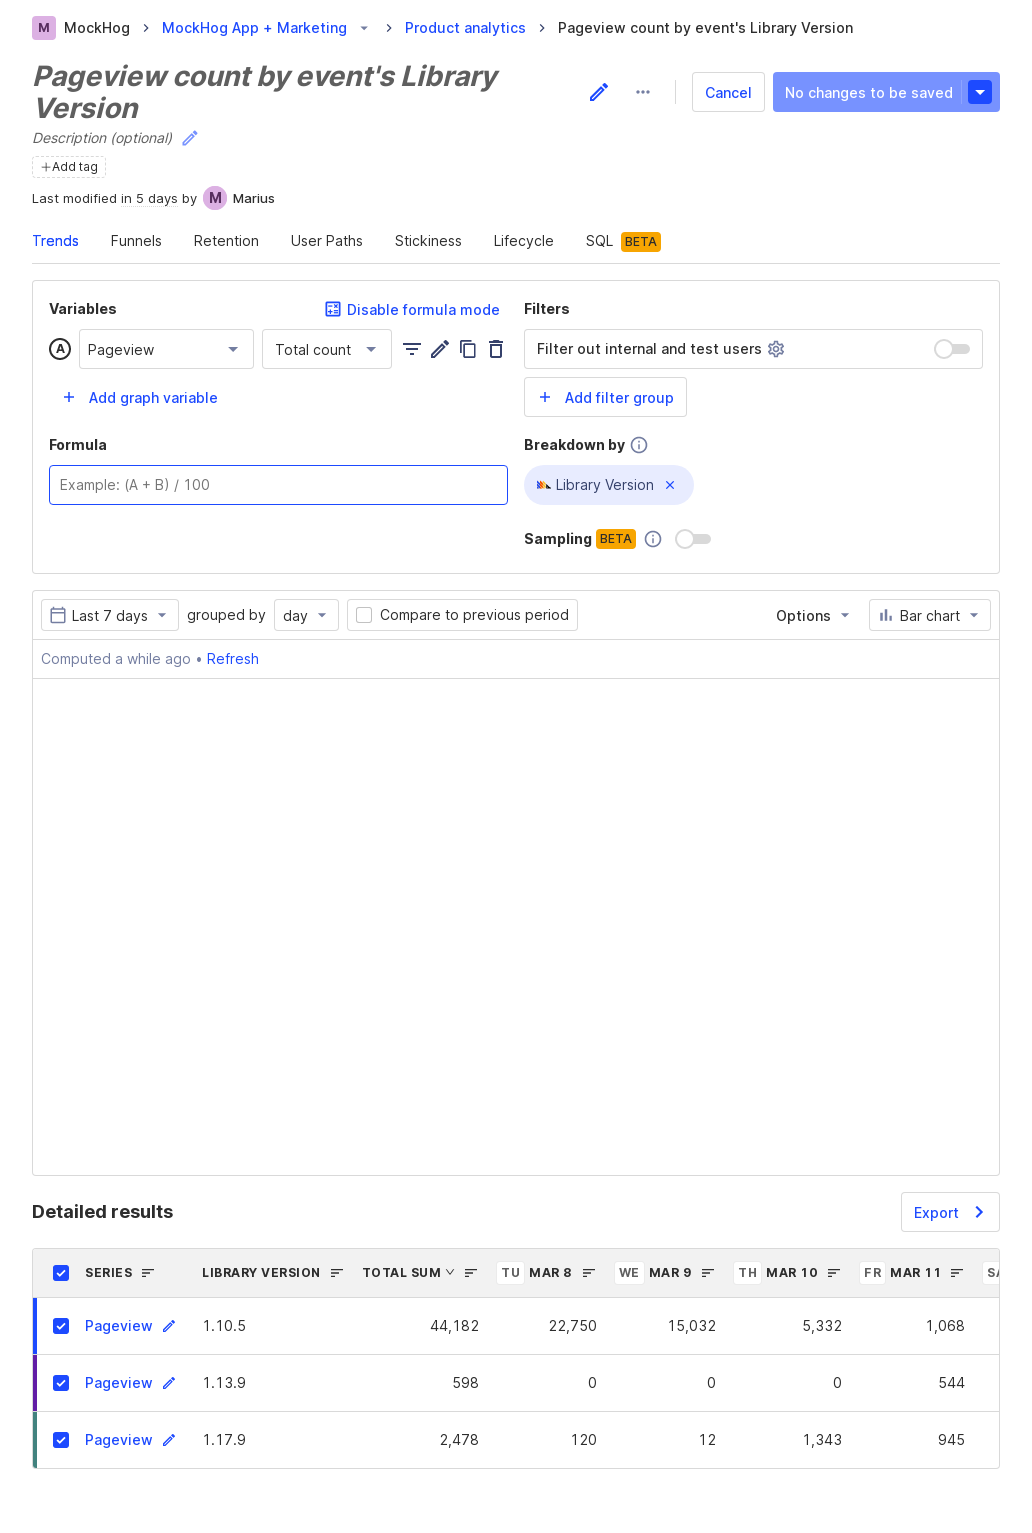 M MockHog > MockHog App + Marketing > Product analytics > Pageview count by event's Library Version
Pageview count by event's Library
Version
Cancel
No changes to be saved
Description (optional)
+Add tag
Last modified in 5 days by M Marius
Trends Funnels Retention User Paths Stickiness Lifecycle SQL BETA
Variables
Disable formula mode
Filters
A Pageview Total count
Filter out internal and test users
+ Add graph variable
+ Add filter group
Formula
Breakdown by
Example: (A + B) / 100
Library Version ×
Sampling BETA
Last 7 days grouped by day Compare to previous period Options Bar chart
Computed a while ago • Refresh
Detailed results
Export
SERIES LIBRARY VERSION TOTAL SUM TU MAR 8 WE MAR 9 TH MAR 10 FR MAR 11 SA
Pageview 1.10.5 44,182 22,750 15,032 5,332 1,068
Pageview 1.13.9 598 0 0 0 544
Pageview 1.17.9 2,478 120 12 1,343 945